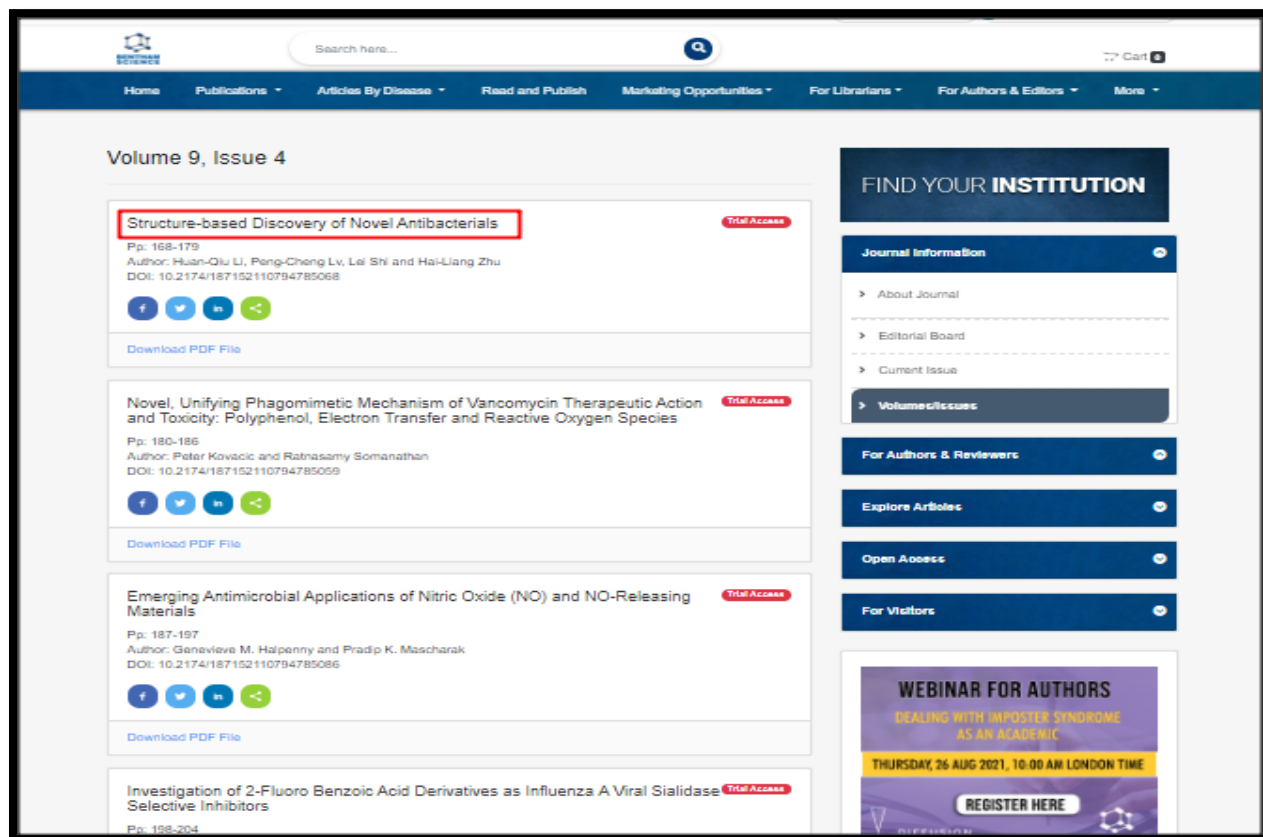 BENTHAM
SCIENCE
Search here...
Cart 0
Home Publications Articles By Disease Read and Publish Marketing Opportunities For Librarians For Authors & Editors More
Volume 9, Issue 4
Structure-based Discovery of Novel Antibacterials
Trial Access
Pp: 168-179
Author: Huan-Qiu Li, Peng-Cheng Lv, Lei Shi and Hai-Liang Zhu
DOI: 10.2174/187152110794785068
Download PDF File
Novel, Unifying Phagomimetic Mechanism of Vancomycin Therapeutic Action
Trial Access
and Toxicity: Polyphenol, Electron Transfer and Reactive Oxygen Species
Pp: 180-186
Author: Peter Kovacic and Ratnasamy Somanathan
DOI: 10.2174/187152110794785059
Download PDF File
Emerging Antimicrobial Applications of Nitric Oxide (NO) and NO-Releasing
Trial Access
Materials
Pp: 187-197
Author: Genevieve M. Halpenny and Pradip K. Mascharak
DOI: 10.2174/187152110794785086
Download PDF File
Investigation of 2-Fluoro Benzoic Acid Derivatives as Influenza A Viral Sialidase
Trial Access
Selective Inhibitors
Pp: 198-204
FIND YOUR INSTITUTION
Journal Information
About Journal
Editorial Board
Current Issue
Volumes/Issues
For Authors & Reviewers
Explore Articles
Open Access
For Visitors
WEBINAR FOR AUTHORS
DEALING WITH IMPOSTER SYNDROME
AS AN ACADEMIC
THURSDAY, 26 AUG 2021, 10:00 AM LONDON TIME
REGISTER HERE